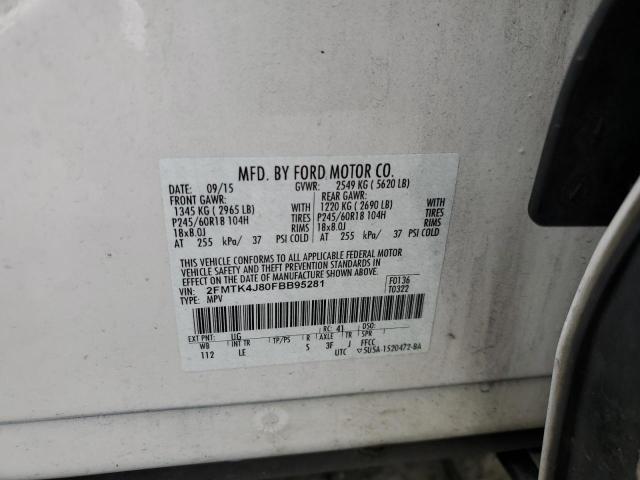 MFD. BY FORD MOTOR CO.
DATE: 09/15 GVWR: 2549 KG ( 5620 LB)
FRONT GAWR: REAR GAWR:
1345 KG ( 2965 LB) WITH 1220 KG ( 2690 LB) WITH
P245/60R18 104H TIRES P245/60R18 104H TIRES
18x8.0J RIMS 18x8.0J RIMS
AT 255 kPa/ 37 PSI COLD AT 255 kPa/ 37 PSI COLD
THIS VEHICLE CONFORMS TO ALL APPLICABLE FEDERAL MOTOR
VEHICLE SAFETY AND THEFT PREVENTION STANDARDS IN
EFFECT ON THE DATE OF MANUFACTURE SHOWN ABOVE.
VIN: 2FMTK4J80FBB95281 F0136
TYPE: MPV T0322
EXT PNT: UG RC: 41 DSO:
WB INT TR TP/PS R AXLE TR SPR
112 LE 5 3F J FFCC
UTC ▽5U5A-1520472-BA